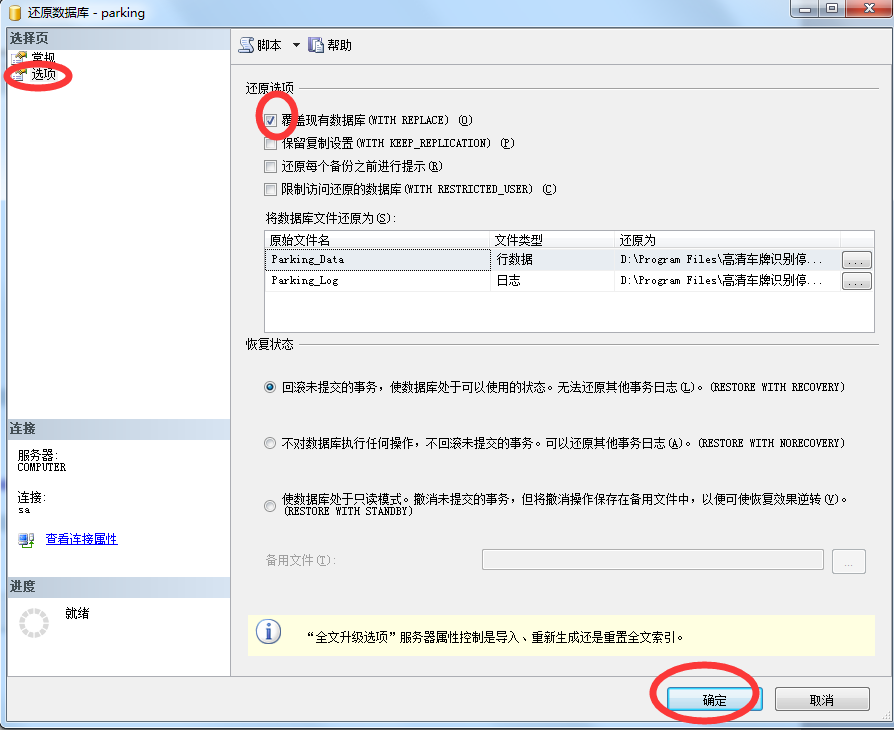 还原数据库 - parking
选择页
常规
选项
脚本 帮助
还原选项
覆盖现有数据库(WITH REPLACE) (O)
保留复制设置(WITH KEEP_REPLICATION) (P)
还原每个备份之前进行提示(R)
限制访问还原的数据库(WITH RESTRICTED_USER) (C)
将数据库文件还原为(S):
原始文件名 文件类型 还原为
Parking_Data 行数据 D:\Program Files\高清车牌识别停... ...
Parking_Log 日志 D:\Program Files\高清车牌识别停... ...
恢复状态
回滚未提交的事务，使数据库处于可以使用的状态。无法还原其他事务日志(L)。(RESTORE WITH RECOVERY)
不对数据库执行任何操作，不回滚未提交的事务。可以还原其他事务日志(A)。(RESTORE WITH NORECOVERY)
使数据库处于只读模式。撤消未提交的事务，但将撤消操作保存在备用文件中，以便可使恢复效果逆转(V)。
(RESTORE WITH STANDBY)
备用文件(T): ...
连接
服务器:
COMPUTER
连接:
sa
查看连接属性
进度
就绪
“全文升级选项”服务器属性控制是导入、重新生成还是重置全文索引。
确定 取消